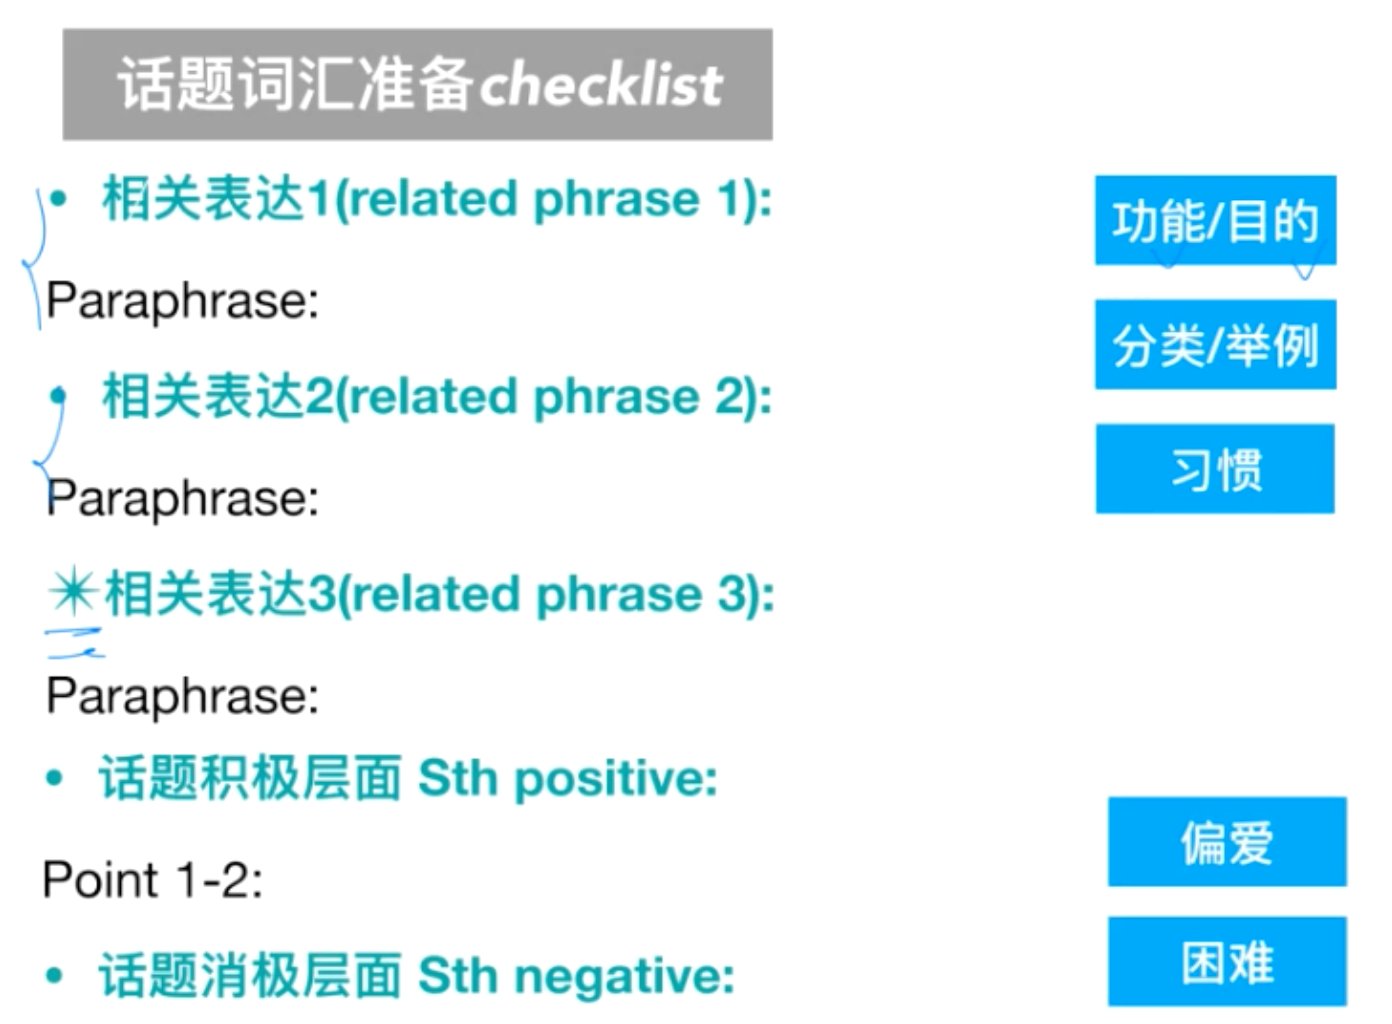 话题词汇准备checklist
• 相关表达1(related phrase 1):
Paraphrase:
• 相关表达2(related phrase 2):
Paraphrase:
✴相关表达3(related phrase 3):
Paraphrase:
• 话题积极层面 Sth positive:
Point 1-2:
• 话题消极层面 Sth negative:
功能/目的
分类/举例
习惯
偏爱
困难